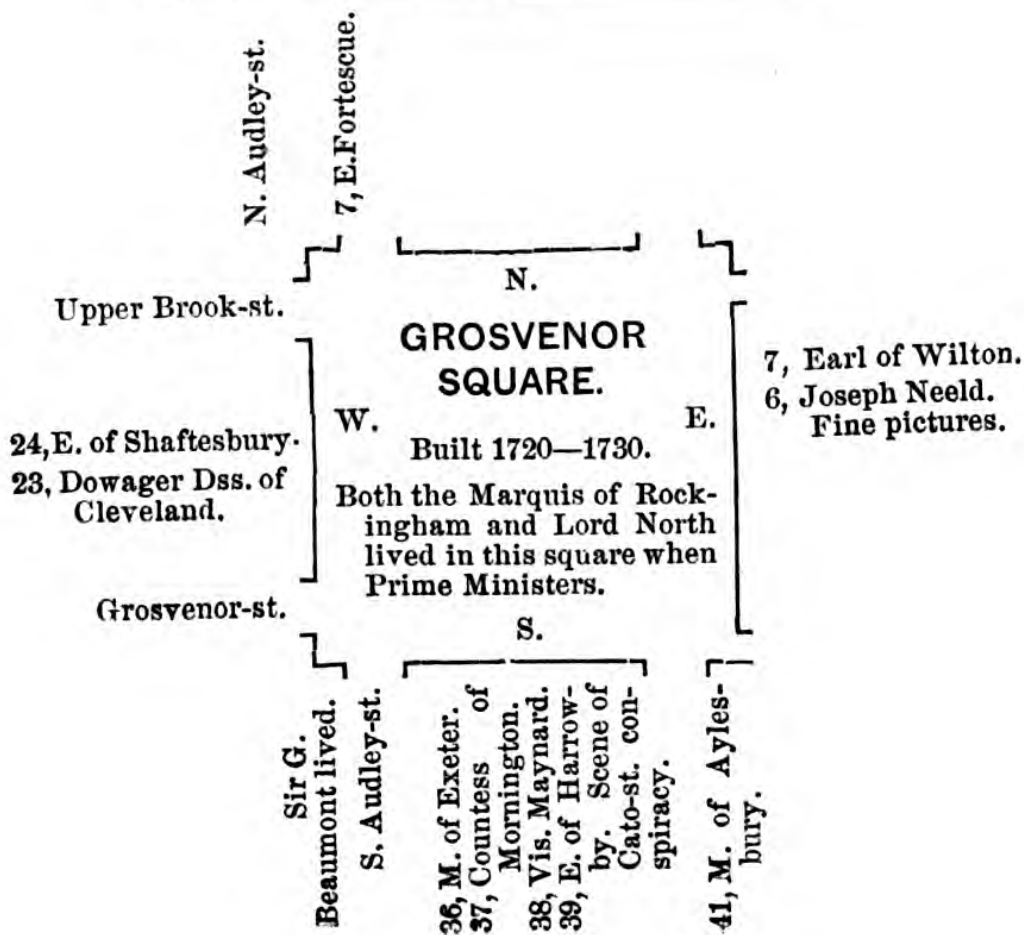 N. Audley-st.
7, E.Fortescue.
N.
Upper Brook-st.
GROSVENOR
SQUARE.
7, Earl of Wilton.
6, Joseph Neeld.
Fine pictures.
W.
E.
24,E. of Shaftesbury.
23, Dowager Dss. of
Cleveland.
Built 1720—1730.
Both the Marquis of Rock-
ingham and Lord North
lived in this square when
Prime Ministers.
Grosvenor-st.
S.
Sir G.
Beaumont lived.
S. Audley-st.
36, M. of Exeter.
37, Countess of
Mornington.
38, Vis. Maynard.
39, E. of Harrow-
by. Scene of
Cato-st. con-
spiracy.
41, M. of Ayles-
bury.